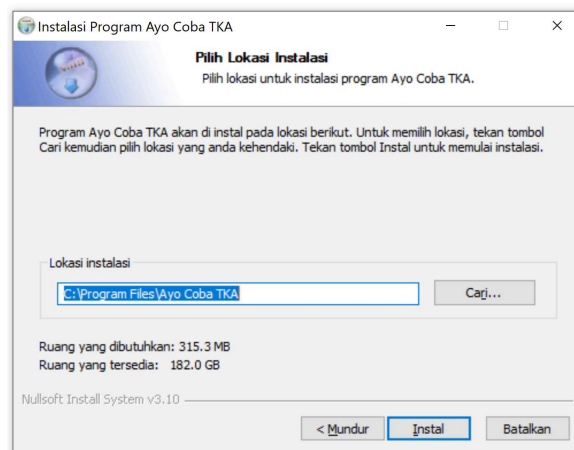 Instalasi Program Ayo Coba TKA
Pilih Lokasi Instalasi
Pilih lokasi untuk instalasi program Ayo Coba TKA.
Program Ayo Coba TKA akan di instal pada lokasi berikut. Untuk memilih lokasi, tekan tombol
Cari kemudian pilih lokasi yang anda kehendaki. Tekan tombol Instal untuk memulai instalasi.
Lokasi instalasi
C:\Program Files\Ayo Coba TKA
Cari...
Ruang yang dibutuhkan: 315.3 MB
Ruang yang tersedia: 182.0 GB
Nullsoft Install System v3.10
< Mundur Instal Batalkan